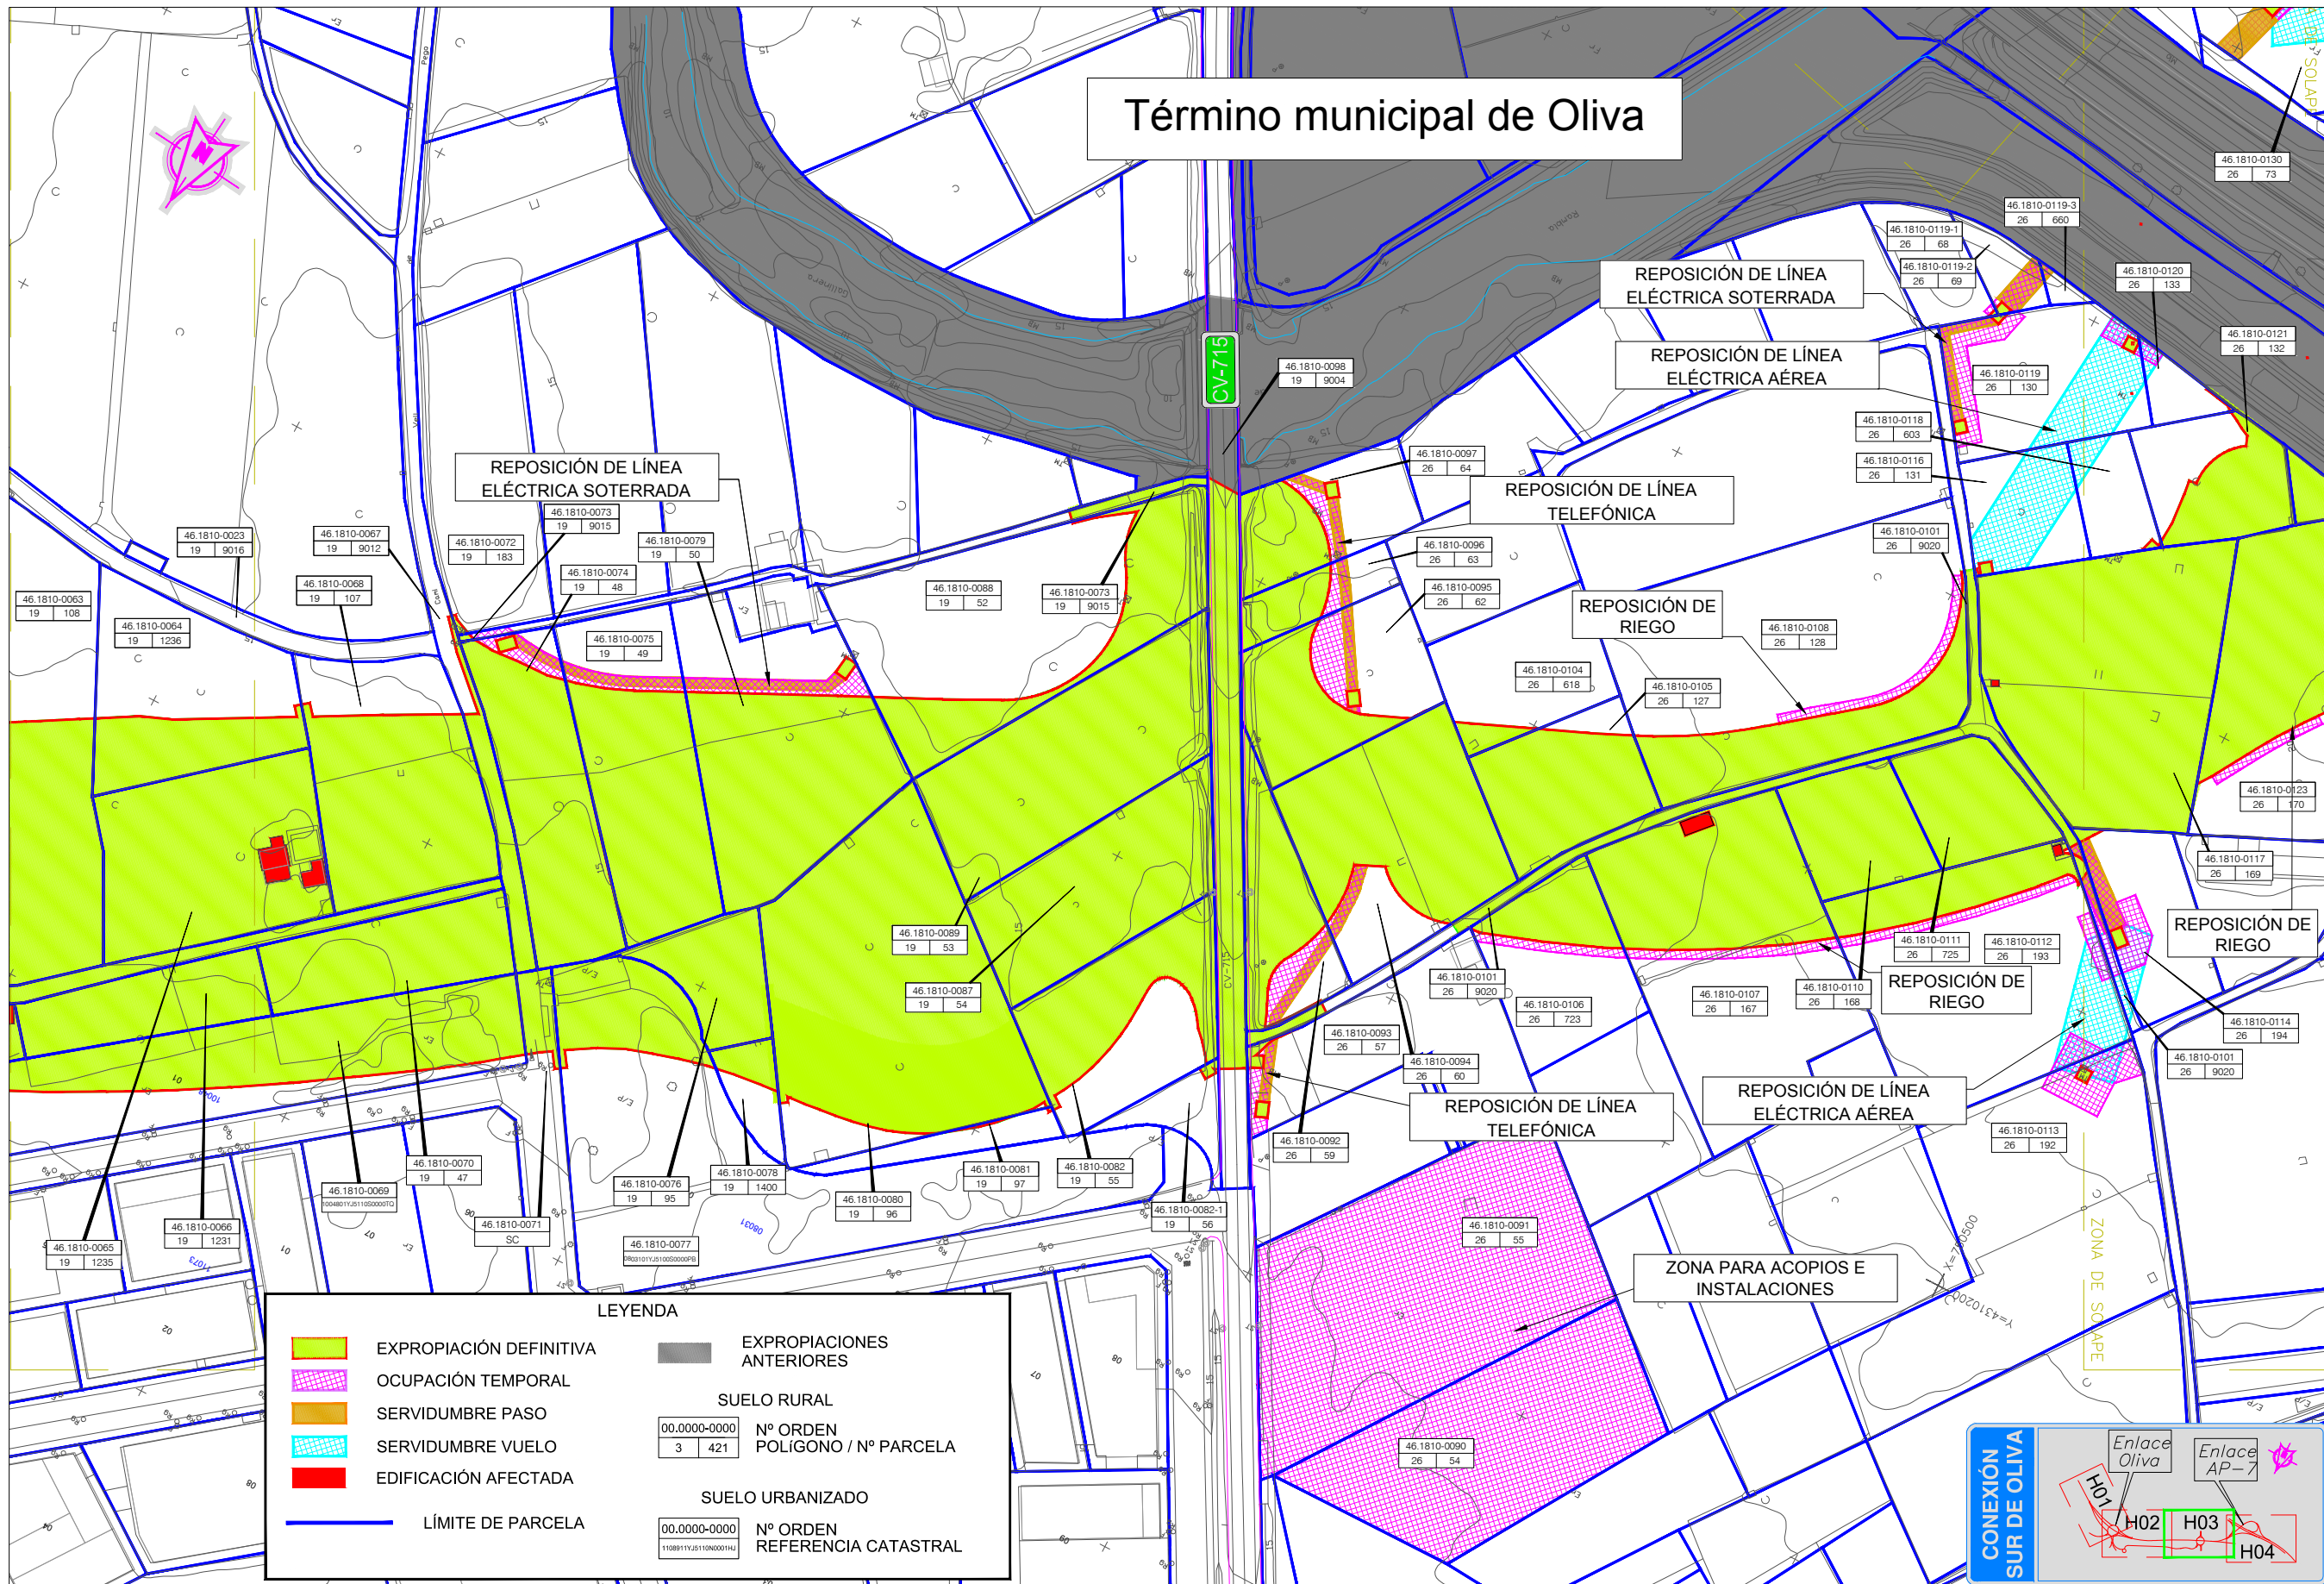 Término municipal de Oliva
CV-715
46.1810-0130
26 73
46.1810-0119-3
26 660
46.1810-0119-1
26 68
46.1810-0119-2
26 69
46.1810-0120
26 133
46.1810-0121
26 132
REPOSICIÓN DE LÍNEA
ELÉCTRICA SOTERRADA
REPOSICIÓN DE LÍNEA
ELÉCTRICA AÉREA
46.1810-0119
26 130
46.1810-0098
19 9004
46.1810-0118
26 603
46.1810-0116
26 131
46.1810-0097
26 64
REPOSICIÓN DE LÍNEA
ELÉCTRICA SOTERRADA
REPOSICIÓN DE LÍNEA
TELEFÓNICA
46.1810-0023
19 9016
46.1810-0067
19 9012
46.1810-0072
19 183
46.1810-0073
19 9015
46.1810-0079
19 50
46.1810-0101
26 9020
46.1810-0096
26 63
46.1810-0068
19 107
46.1810-0074
19 48
46.1810-0088
19 52
46.1810-0073
19 9015
46.1810-0095
26 62
46.1810-0063
19 108
46.1810-0064
19 1236
46.1810-0075
19 49
REPOSICIÓN DE
RIEGO
46.1810-0108
26 128
46.1810-0104
26 618
46.1810-0105
26 127
46.1810-0123
26 170
46.1810-0117
26 169
REPOSICIÓN DE
RIEGO
46.1810-0089
19 53
46.1810-0087
19 54
46.1810-0111
26 725
46.1810-0112
26 193
46.1810-0101
26 9020
46.1810-0106
26 723
46.1810-0107
26 167
46.1810-0110
26 168
REPOSICIÓN DE
RIEGO
46.1810-0114
26 194
46.1810-0101
26 9020
46.1810-0093
26 57
46.1810-0094
26 60
REPOSICIÓN DE LÍNEA
TELEFÓNICA
REPOSICIÓN DE LÍNEA
ELÉCTRICA AÉREA
46.1810-0113
26 192
46.1810-0092
26 59
46.1810-0070
19 47
46.1810-0069
46.1810-0076
19 95
46.1810-0078
19 1400
46.1810-0080
19 96
46.1810-0081
19 97
46.1810-0082
19 55
46.1810-0082-1
19 56
46.1810-0066
19 1231
46.1810-0065
19 1235
46.1810-0071
SC
46.1810-0077
46.1810-0091
26 55
ZONA PARA ACOPIOS E
INSTALACIONES
46.1810-0090
26 54
CV-715
08031
11073
X=750500
Y=4310200
ZONA DE SOLAPE
LEYENDA
EXPROPIACIÓN DEFINITIVA
OCUPACIÓN TEMPORAL
SERVIDUMBRE PASO
SERVIDUMBRE VUELO
EDIFICACIÓN AFECTADA
LÍMITE DE PARCELA
EXPROPIACIONES
ANTERIORES
SUELO RURAL
00.0000-0000
3 421
Nº ORDEN
POLÍGONO / Nº PARCELA
SUELO URBANIZADO
00.0000-0000
1108911YJ5110N0001HJ
Nº ORDEN
REFERENCIA CATASTRAL
CONEXIÓN
SUR DE OLIVA
Enlace
Oliva
Enlace
AP-7
H01
H02
H03
H04